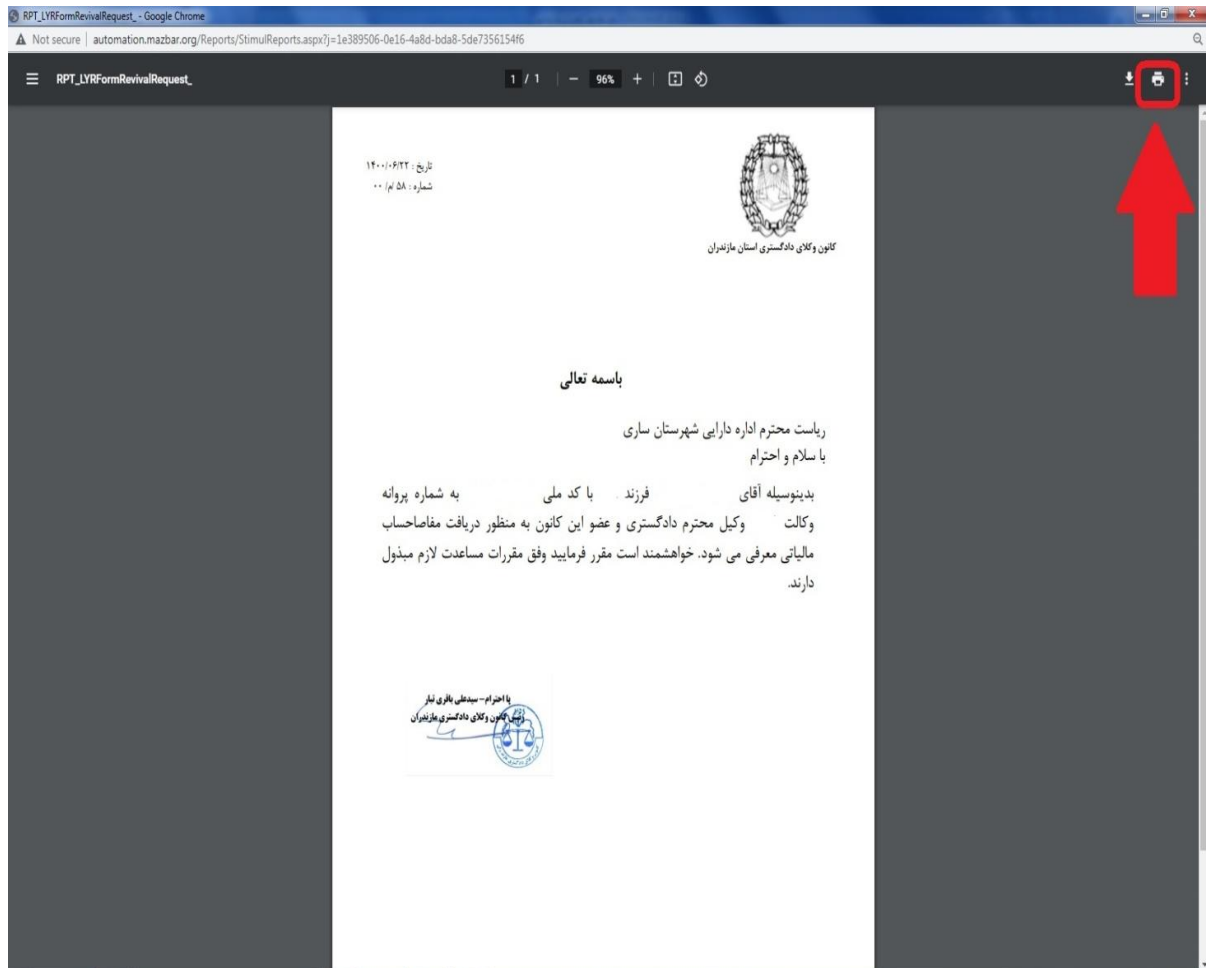 RPT_LYRFormRevivalRequest_ - Google Chrome
Not secure | automation.mazbar.org/Reports/StimulReports.aspx?j=1e389506-0e16-4a8d-bda8-5de7356154f6
RPT_LYRFormRevivalRequest_
1 / 1
96%
تاریخ : ۱۴۰۰/۰۶/۲۲
شماره : ۵۸ /م/ ۰۰
کانون وکلای دادگستری استان مازندران
باسمه تعالی
ریاست محترم اداره دارایی شهرستان ساری
با سلام و احترام
بدینوسیله آقای فرزند با کد ملی به شماره پروانه
وکالت وکیل محترم دادگستری و عضو این کانون به منظور دریافت مفاصاحساب
مالیاتی معرفی می شود. خواهشمند است مقرر فرمایید وفق مقررات مساعدت لازم مبذول
دارند.
با احترام – سیدعلی باقری تبار
رئیس کانون وکلای دادگستری مازندران